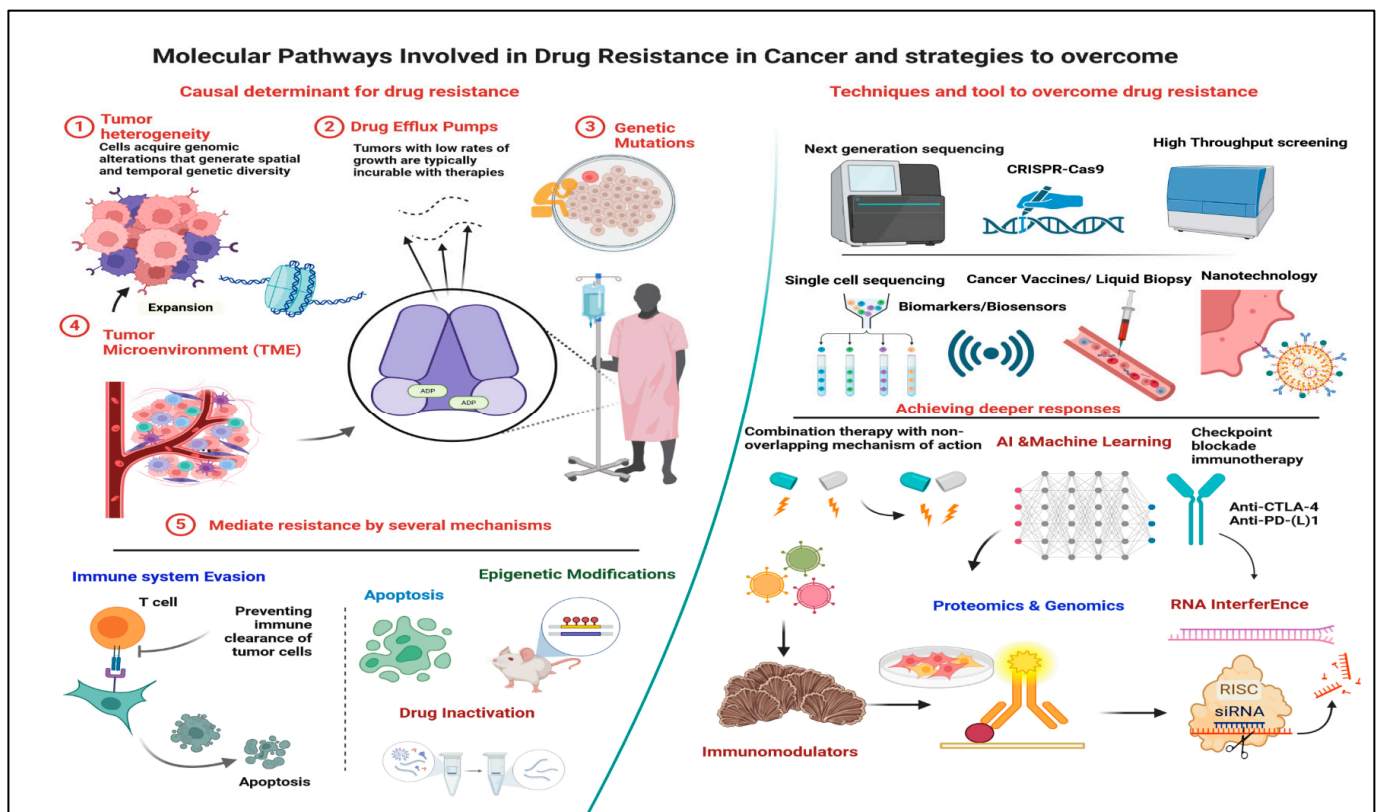 Molecular Pathways Involved in Drug Resistance in Cancer and strategies to overcome
Causal determinant for drug resistance
1 Tumor
heterogeneity
Cells acquire genomic
alterations that generate spatial
and temporal genetic diversity
Expansion
2 Drug Efflux Pumps
Tumors with low rates of
growth are typically
incurable with therapies
ADP
ADP
3 Genetic
Mutations
4 Tumor
Microenvironment (TME)
5 Mediate resistance by several mechanisms
Immune system Evasion
T cell
Preventing
immune
clearance of
tumor cells
Apoptosis
Apoptosis
Epigenetic Modifications
Drug Inactivation
Techniques and tool to overcome drug resistance
Next generation sequencing
CRISPR-Cas9
High Throughput screening
Single cell sequencing
Biomarkers/Biosensors
Cancer Vaccines/ Liquid Biopsy
Nanotechnology
Achieving deeper responses
Combination therapy with non-
overlapping mechanism of action
AI &Machine Learning
Checkpoint
blockade
immunotherapy
Anti-CTLA-4
Anti-PD-(L)1
Immunomodulators
Proteomics & Genomics
RNA InterferEnce
RISC
siRNA